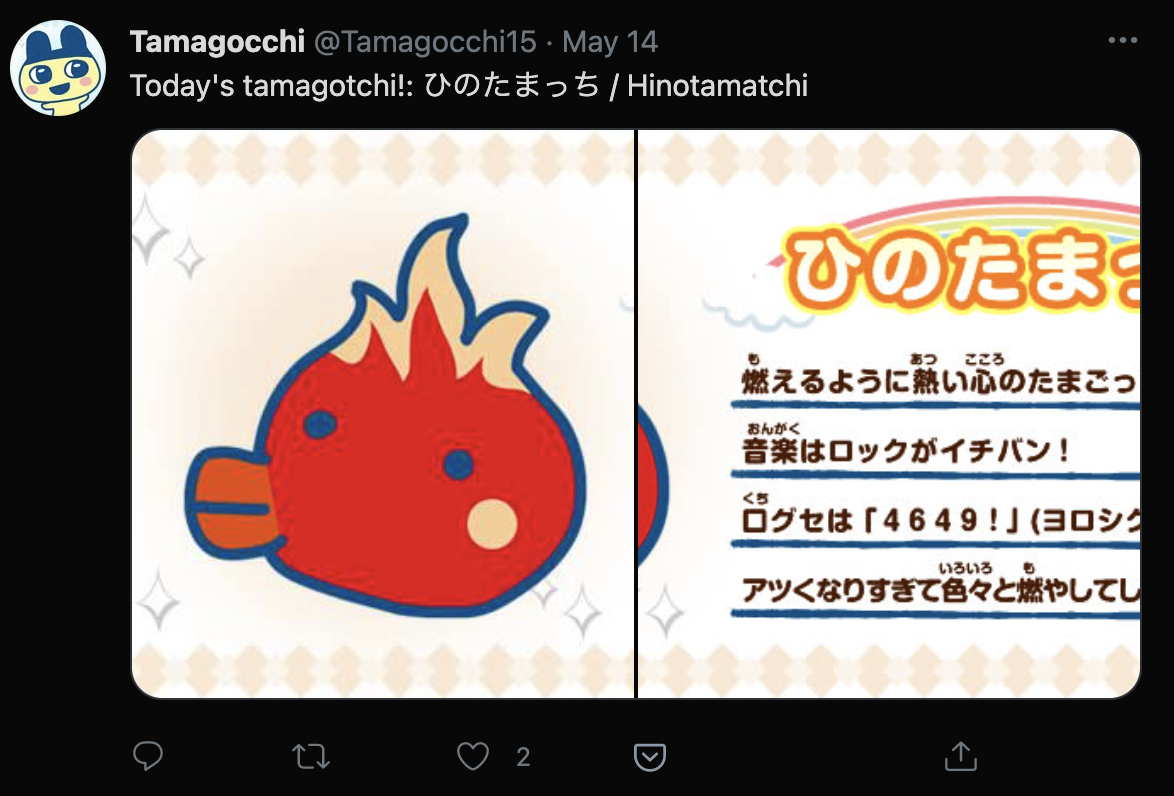 Tamagocchi @Tamagocchi15 · May 14
Today's tamagotchi!: ひのたまっち / Hinotamatchi
ひのたまっ
も あつ こころ
燃えるように熱い心のたまごっ
おんがく
音楽はロックがイチバン！
くち
口グセは「4649！」(ヨロシク
いろいろ も
アツくなりすぎて色々と燃やしてし
2